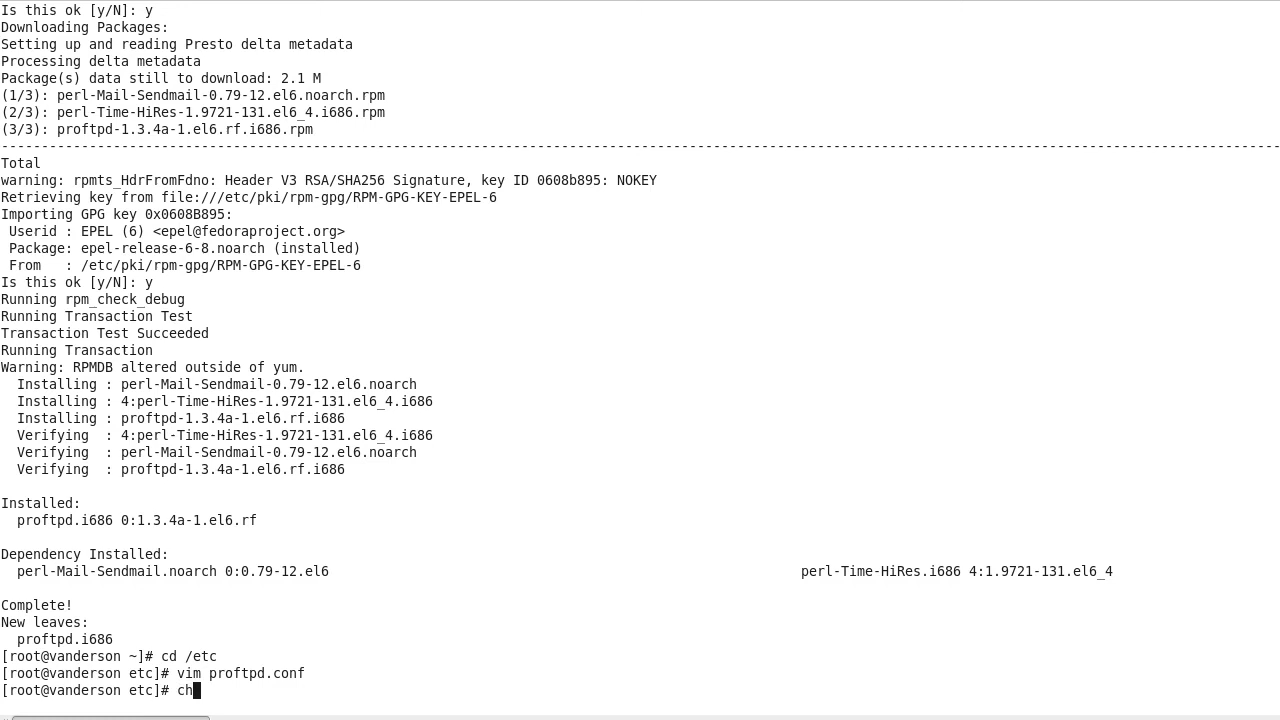 Is this ok [y/N]: y
Downloading Packages:
Setting up and reading Presto delta metadata
Processing delta metadata
Package(s) data still to download: 2.1 M
(1/3): perl-Mail-Sendmail-0.79-12.el6.noarch.rpm
(2/3): perl-Time-HiRes-1.9721-131.el6_4.i686.rpm
(3/3): proftpd-1.3.4a-1.el6.rf.i686.rpm
----------------------------------------------------------------------------------------------------------------------------------------------------------------
Total
warning: rpmts_HdrFromFdno: Header V3 RSA/SHA256 Signature, key ID 0608b895: NOKEY
Retrieving key from file:///etc/pki/rpm-gpg/RPM-GPG-KEY-EPEL-6
Importing GPG key 0x0608B895:
 Userid : EPEL (6) <epel@fedoraproject.org>
 Package: epel-release-6-8.noarch (installed)
 From   : /etc/pki/rpm-gpg/RPM-GPG-KEY-EPEL-6
Is this ok [y/N]: y
Running rpm_check_debug
Running Transaction Test
Transaction Test Succeeded
Running Transaction
Warning: RPMDB altered outside of yum.
  Installing : perl-Mail-Sendmail-0.79-12.el6.noarch
  Installing : 4:perl-Time-HiRes-1.9721-131.el6_4.i686
  Installing : proftpd-1.3.4a-1.el6.rf.i686
  Verifying  : 4:perl-Time-HiRes-1.9721-131.el6_4.i686
  Verifying  : perl-Mail-Sendmail-0.79-12.el6.noarch
  Verifying  : proftpd-1.3.4a-1.el6.rf.i686
Installed:
  proftpd.i686 0:1.3.4a-1.el6.rf
Dependency Installed:
  perl-Mail-Sendmail.noarch 0:0.79-12.el6    perl-Time-HiRes.i686 4:1.9721-131.el6_4
Complete!
New leaves:
  proftpd.i686
[root@vanderson ~]# cd /etc
[root@vanderson etc]# vim proftpd.conf
[root@vanderson etc]# ch